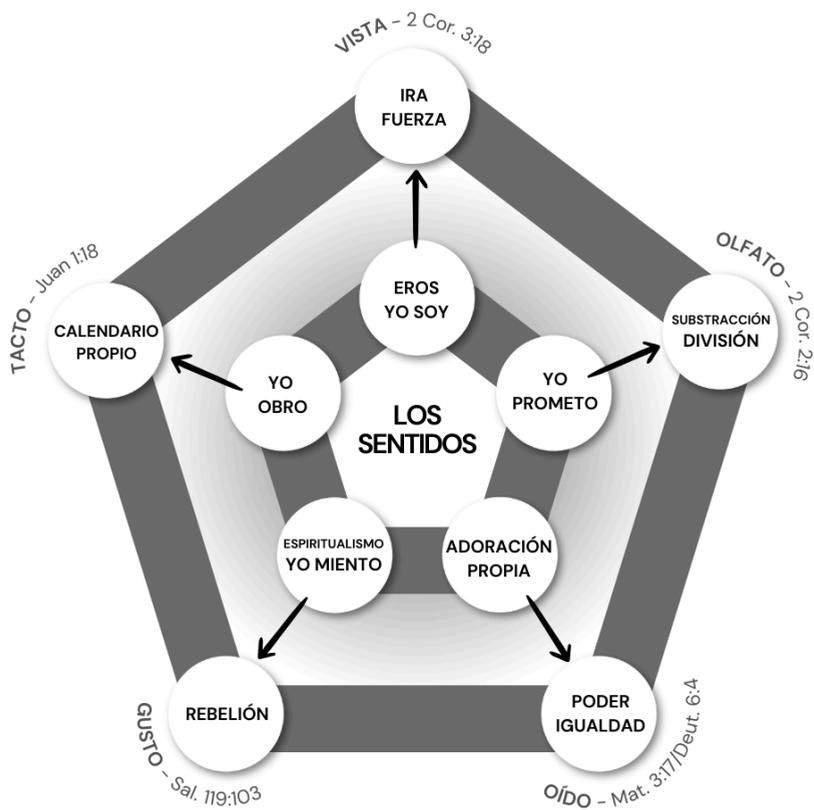 VISTA - 2 Cor. 3:18
IRA
FUERZA
OLFATO - 2 Cor. 2:16
TACTO - Juan 1:18
EROS
YO SOY
SUBSTRACCIÓN
DIVISIÓN
CALENDARIO
PROPIO
YO
OBRO
YO
PROMETO
LOS
SENTIDOS
ESPIRITUALISMO
YO MIENTO
ADORACIÓN
PROPIA
REBELIÓN
PODER
IGUALDAD
GUSTO - Sal. 119:103
OÍDO - Mat. 3:17/Deut. 6:4